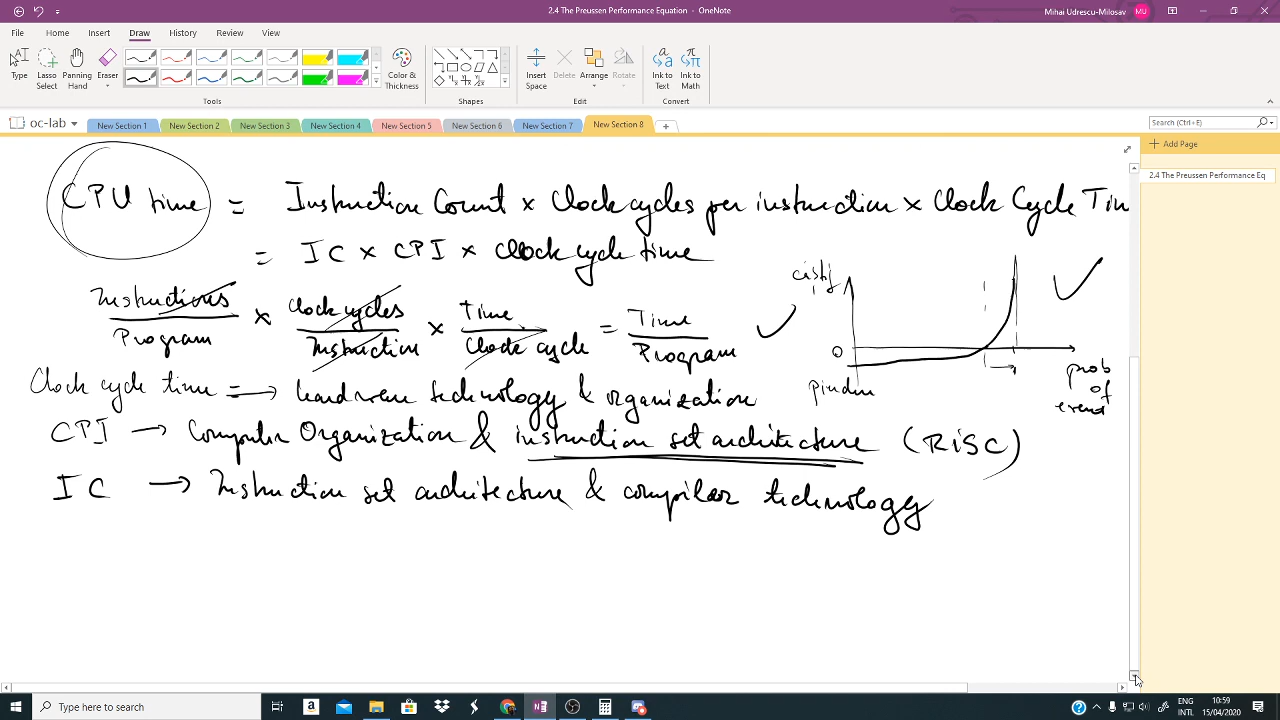 2.4 The Preussen Performance Equation - OneNote
Mihai Udrescu-Milosav MU
File Home Insert Draw History Review View
Type
Lasso Select
Panning Hand
Eraser
Color & Thickness
Insert Space
Delete
Arrange
Rotate
Ink to Text
Ink to Math
Tools Shapes Edit Convert
oc-lab New Section 1 New Section 2 New Section 3 New Section 4 New Section 5 New Section 6 New Section 7 New Section 8
Search (Ctrl+E)
Add Page
2.4 The Preussen Performance Eq
CPU time = Instruction Count × Clock cycles per instruction × Clock Cycle Tim
= IC × CPI × Clock cycle time
Instructions / Program × Clock cycles / Instruction × Time / Clock cycle = Time / Program ✓
castig
0
prob of event
✓
Clock cycle time => hardware technology & organization
CPI → Computer Organization & instruction set architecture (RISC)
IC → Instruction set architecture & compiler technology
Type here to search
ENG
INTL
10:59
15/04/2020